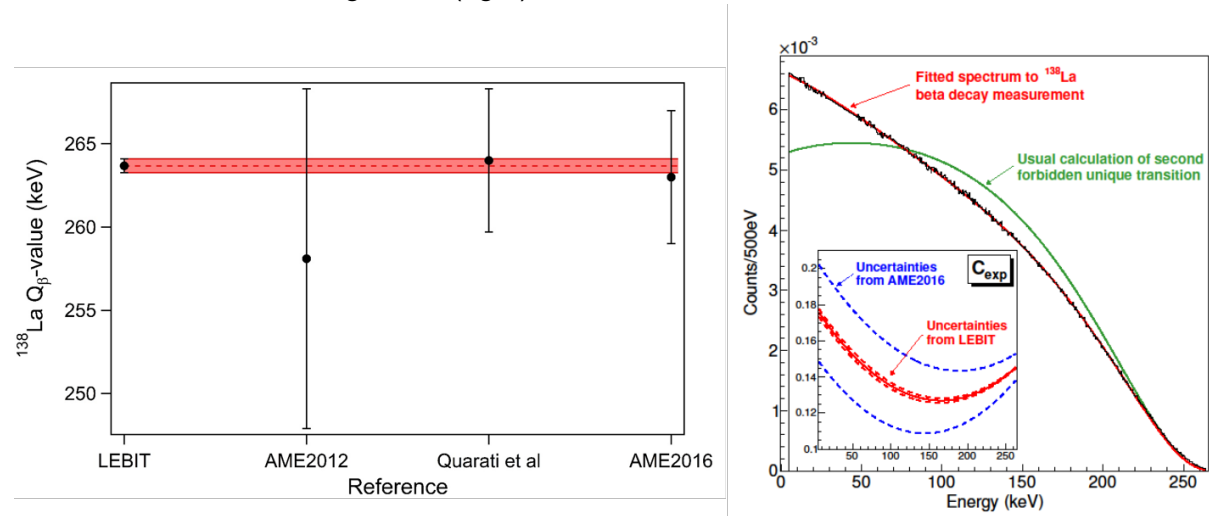 265
260
255
250
¹³⁸La Qβ-value (keV)
LEBIT
AME2012
Quarati et al
AME2016
Reference
×10⁻³
6
5
4
3
2
1
0
Counts/500eV
Fitted spectrum to ¹³⁸La
beta decay measurement
Usual calculation of second
forbidden unique transition
0.2
0.18
0.16
0.14
0.12
0.1
Uncertainties
from AME2016
Cexp
Uncertainties
from LEBIT
50 100 150 200 250
0 50 100 150 200 250
Energy (keV)